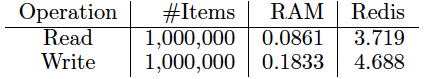 Operation #Items RAM Redis
Read 1,000,000 0.0861 3.719
Write 1,000,000 0.1833 4.688